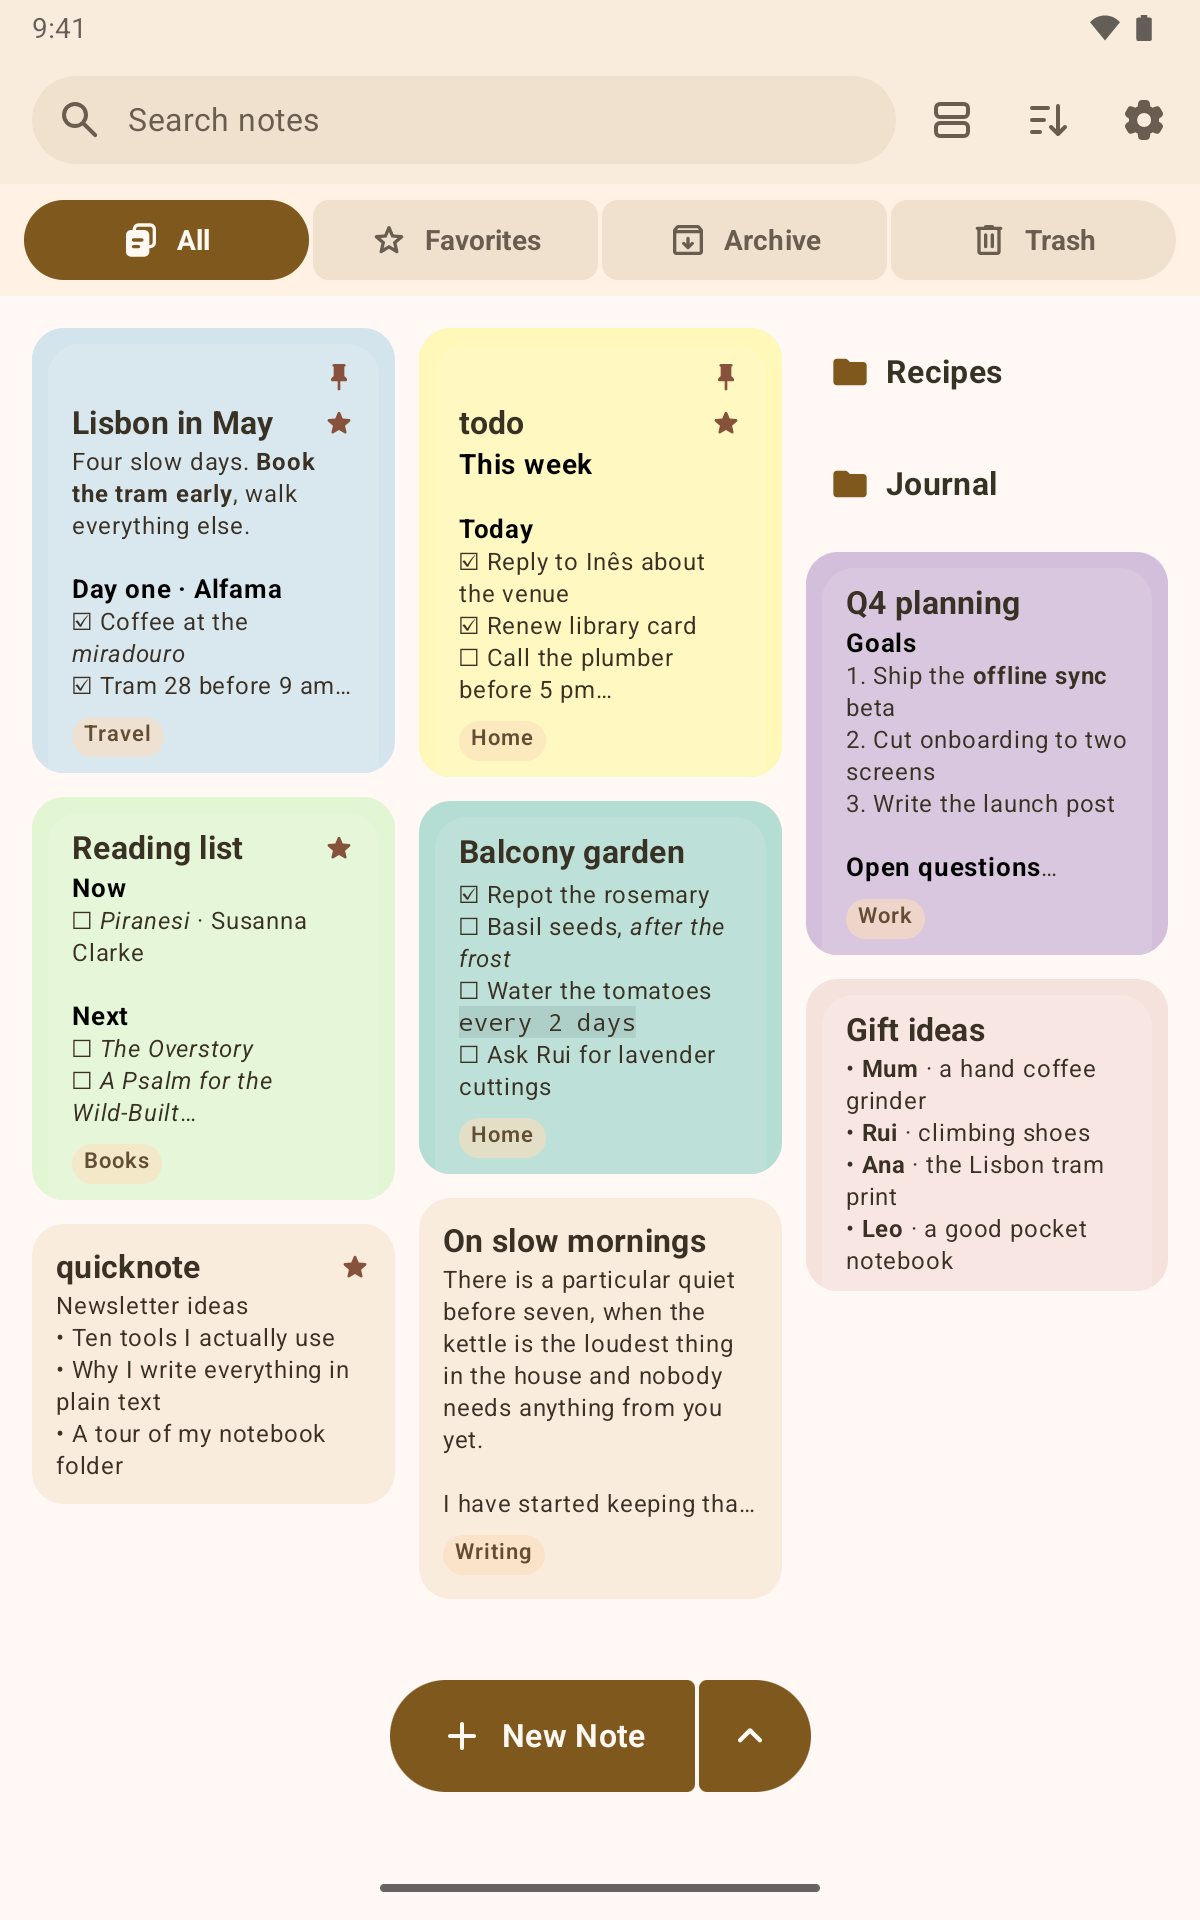 9:41
Search notes
All
Favorites
Archive
Trash
Lisbon in May
Four slow days. Book
the tram early, walk
everything else.
Day one · Alfama
☑ Coffee at the
miradouro
☑ Tram 28 before 9 am…
Travel
todo
This week
Today
☑ Reply to Inês about
the venue
☑ Renew library card
☐ Call the plumber
before 5 pm…
Home
Recipes
Journal
Q4 planning
Goals
1. Ship the offline sync
beta
2. Cut onboarding to two
screens
3. Write the launch post
Open questions…
Work
Reading list
Now
☐ Piranesi · Susanna
Clarke
Next
☐ The Overstory
☐ A Psalm for the
Wild-Built…
Books
Balcony garden
☑ Repot the rosemary
☐ Basil seeds, after the
frost
☐ Water the tomatoes
every 2 days
☐ Ask Rui for lavender
cuttings
Home
Gift ideas
• Mum · a hand coffee
grinder
• Rui · climbing shoes
• Ana · the Lisbon tram
print
• Leo · a good pocket
notebook
quicknote
Newsletter ideas
• Ten tools I actually use
• Why I write everything in
plain text
• A tour of my notebook
folder
On slow mornings
There is a particular quiet
before seven, when the
kettle is the loudest thing
in the house and nobody
needs anything from you
yet.
I have started keeping tha…
Writing
New Note